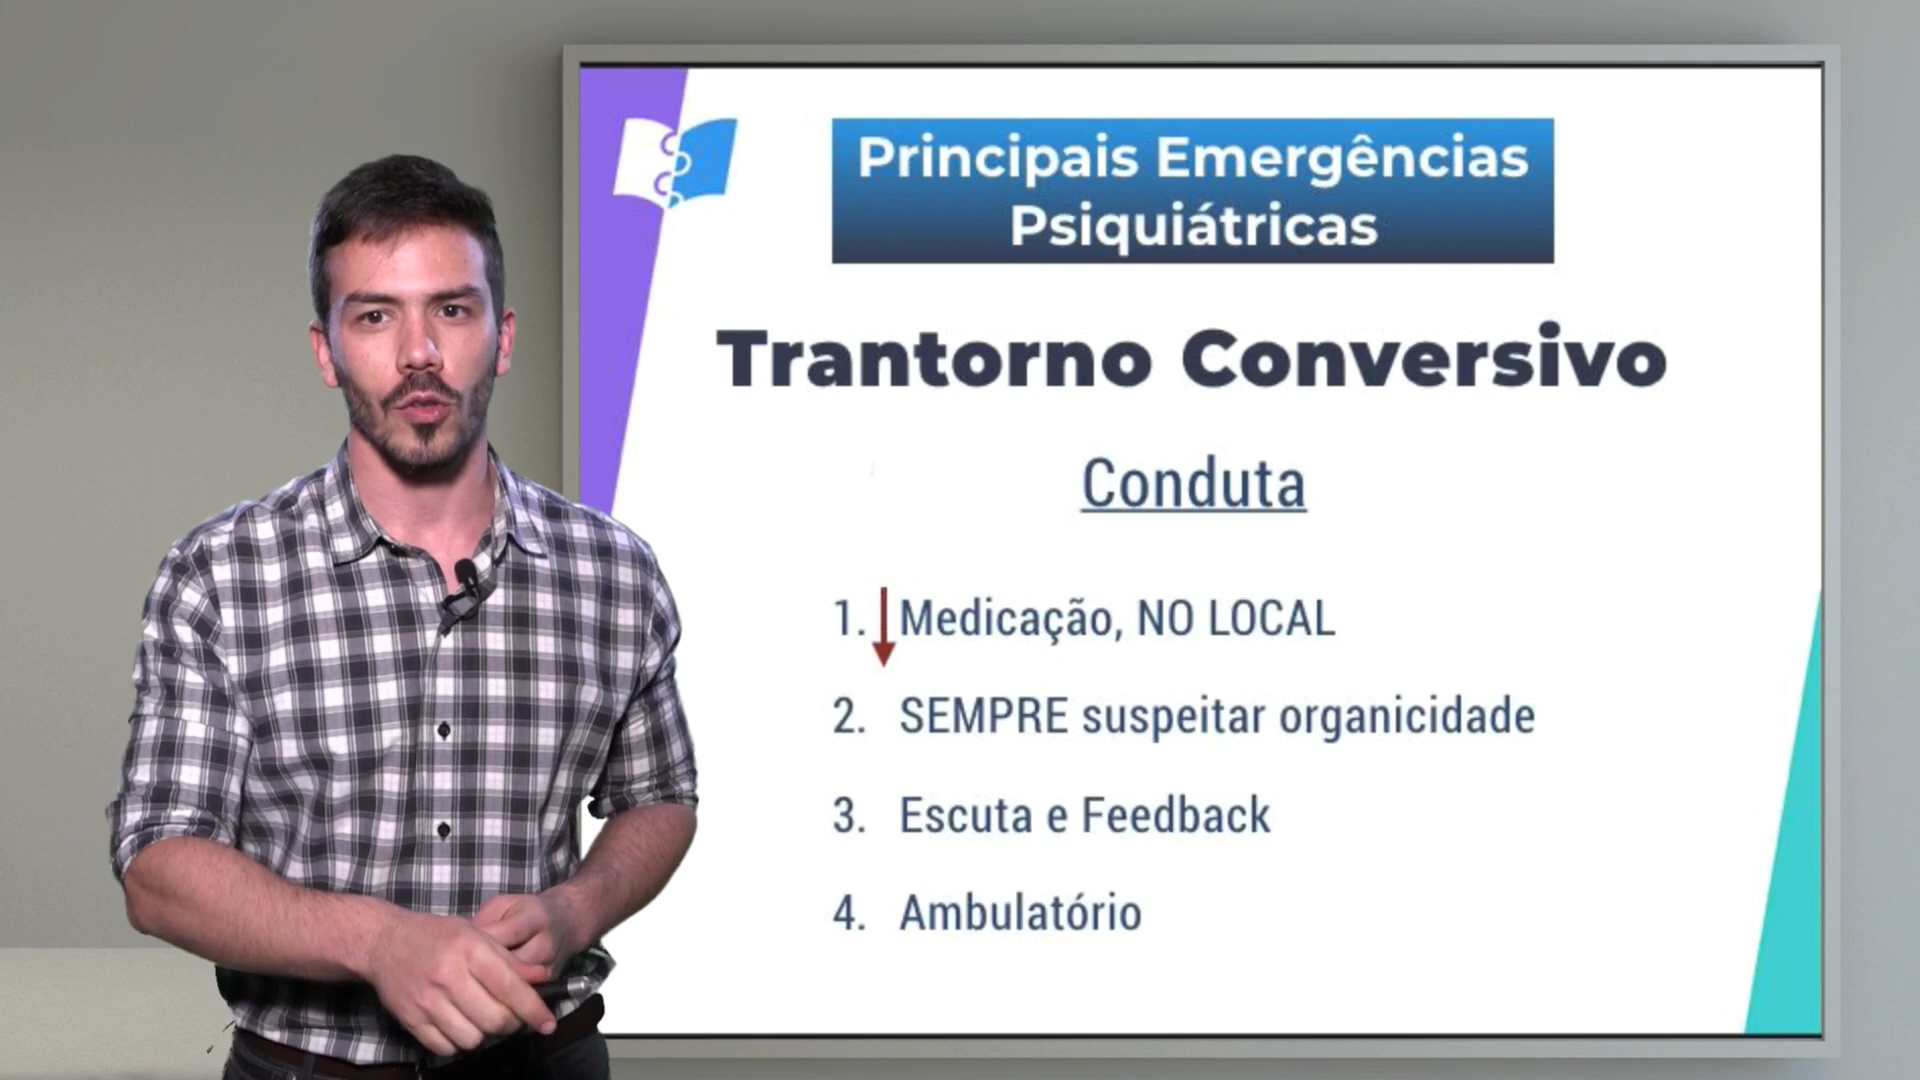 Principais Emergências
Psiquiátricas
Trantorno Conversivo
Conduta
1. Medicação, NO LOCAL
2. SEMPRE suspeitar organicidade
3. Escuta e Feedback
4. Ambulatório